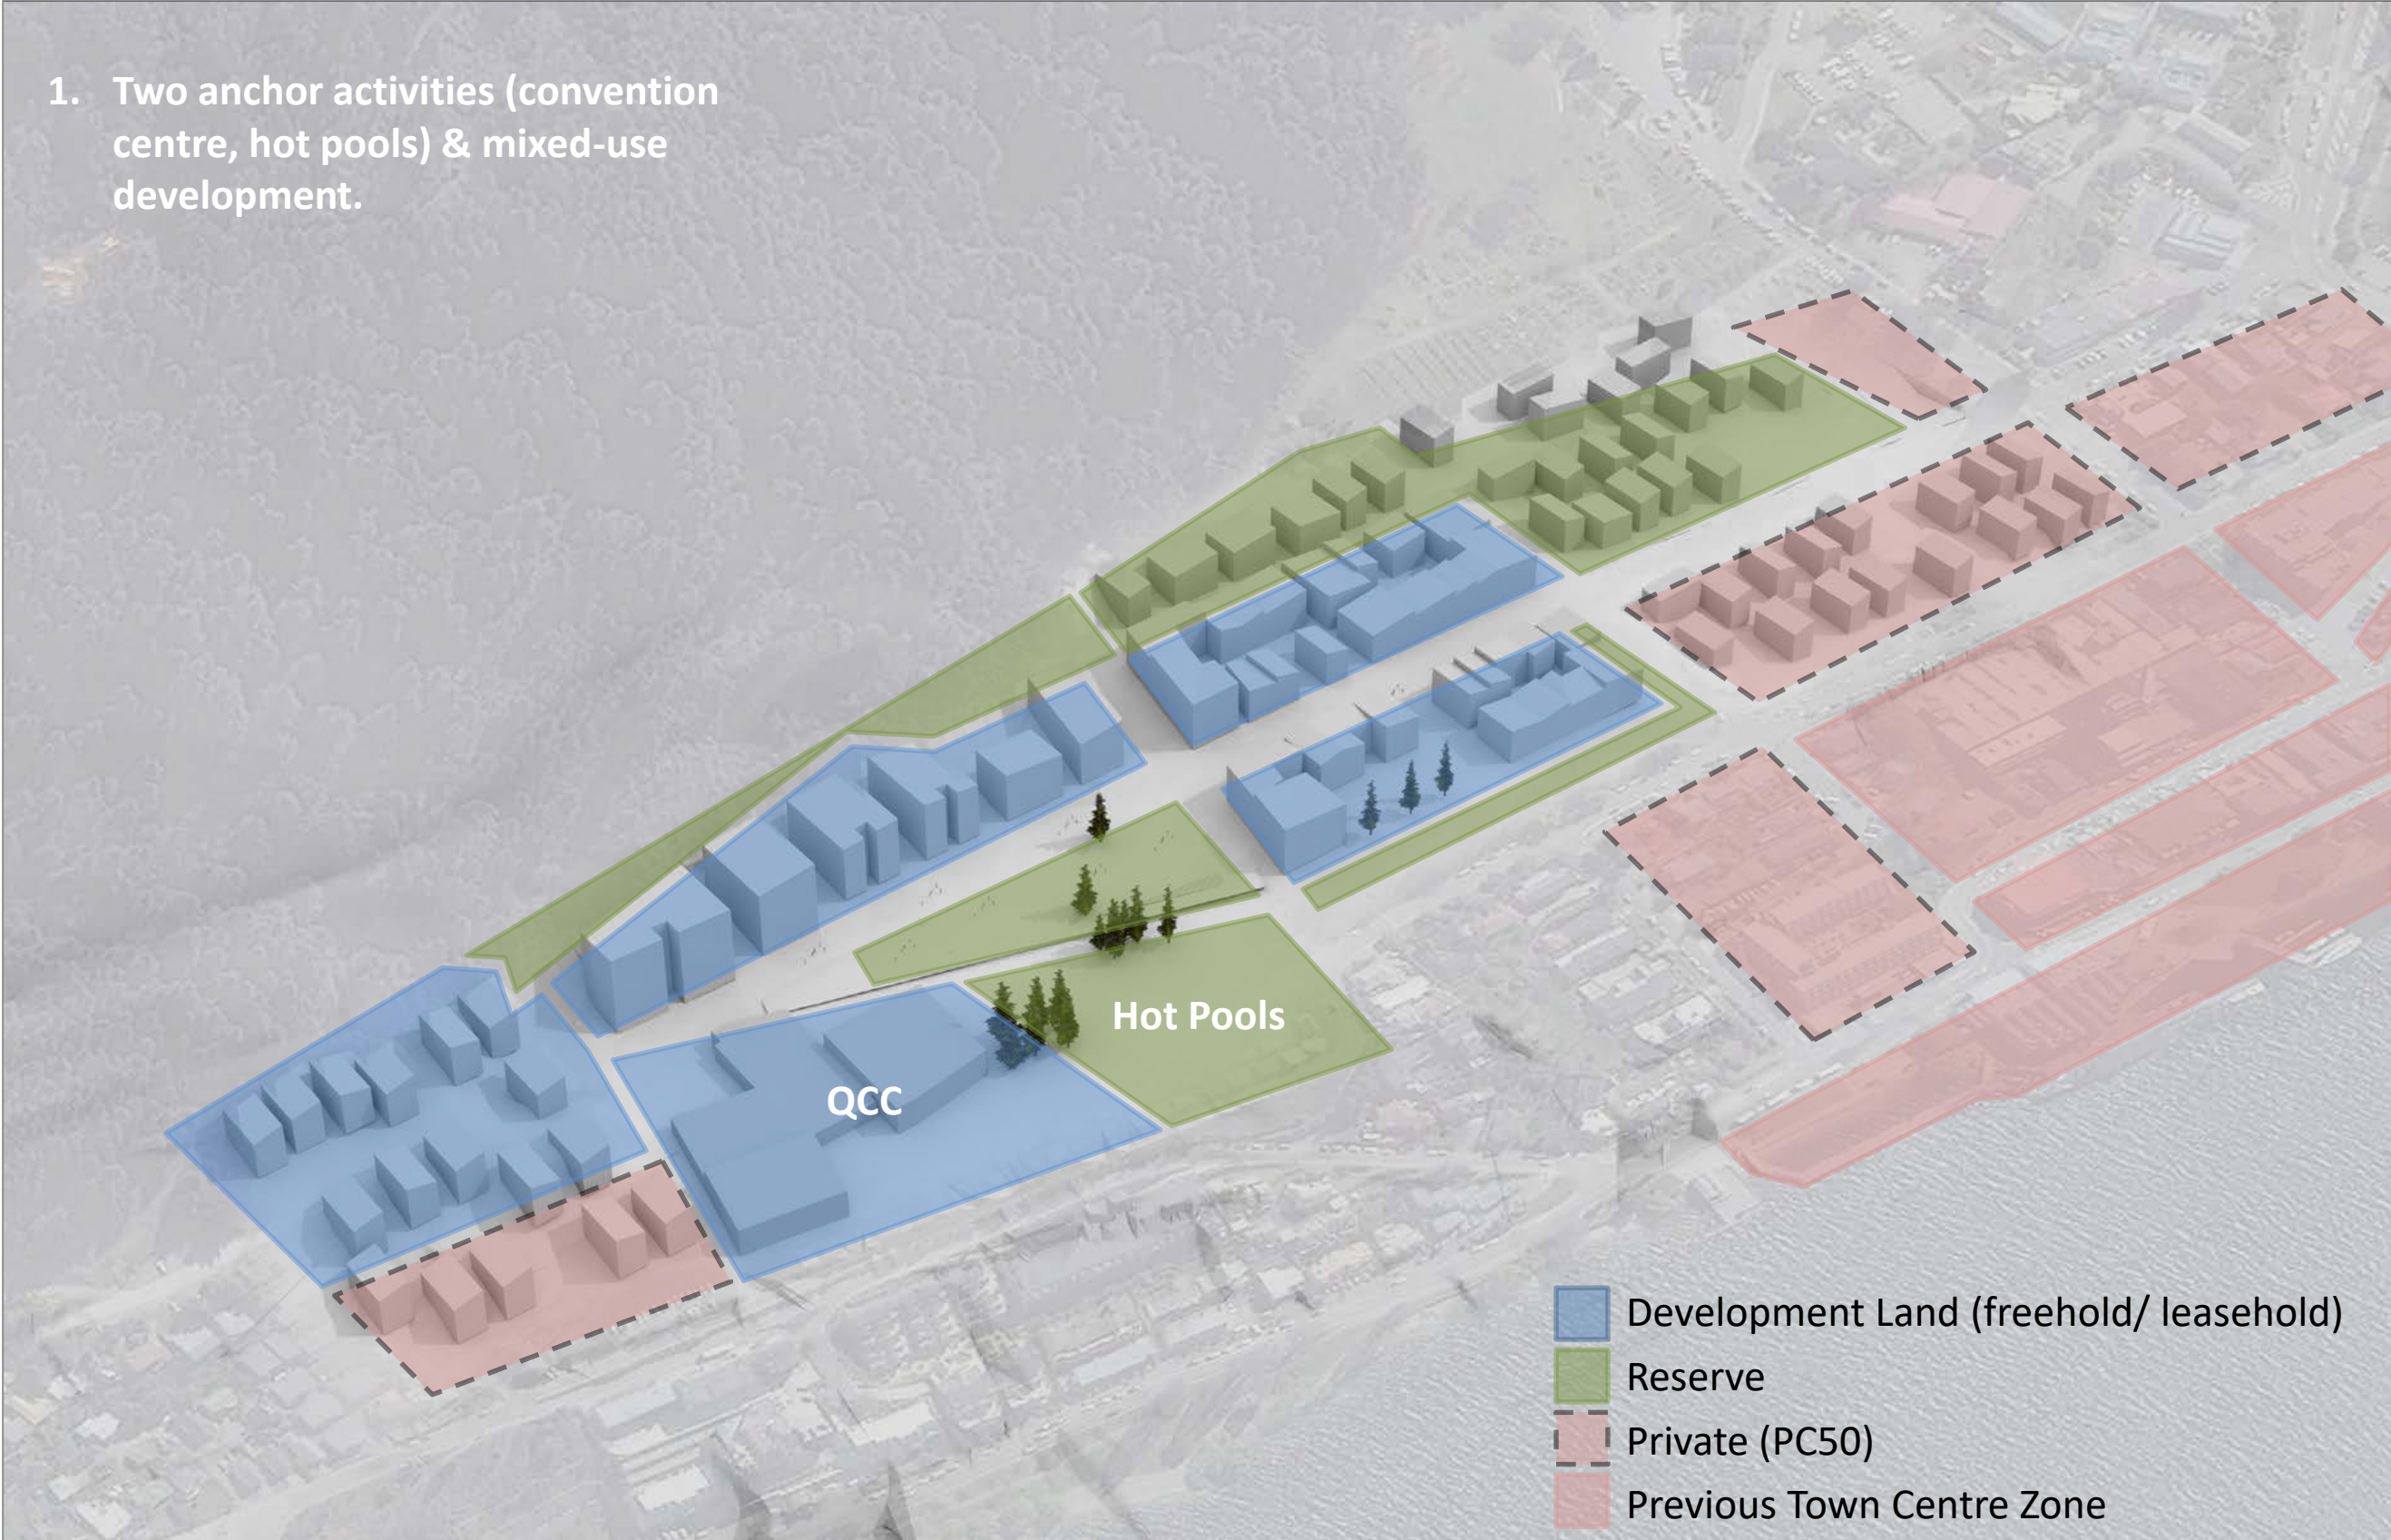 1. Two anchor activities (convention
centre, hot pools) & mixed-use
development.
Hot Pools
QCC
Development Land (freehold/ leasehold)
Reserve
Private (PC50)
Previous Town Centre Zone